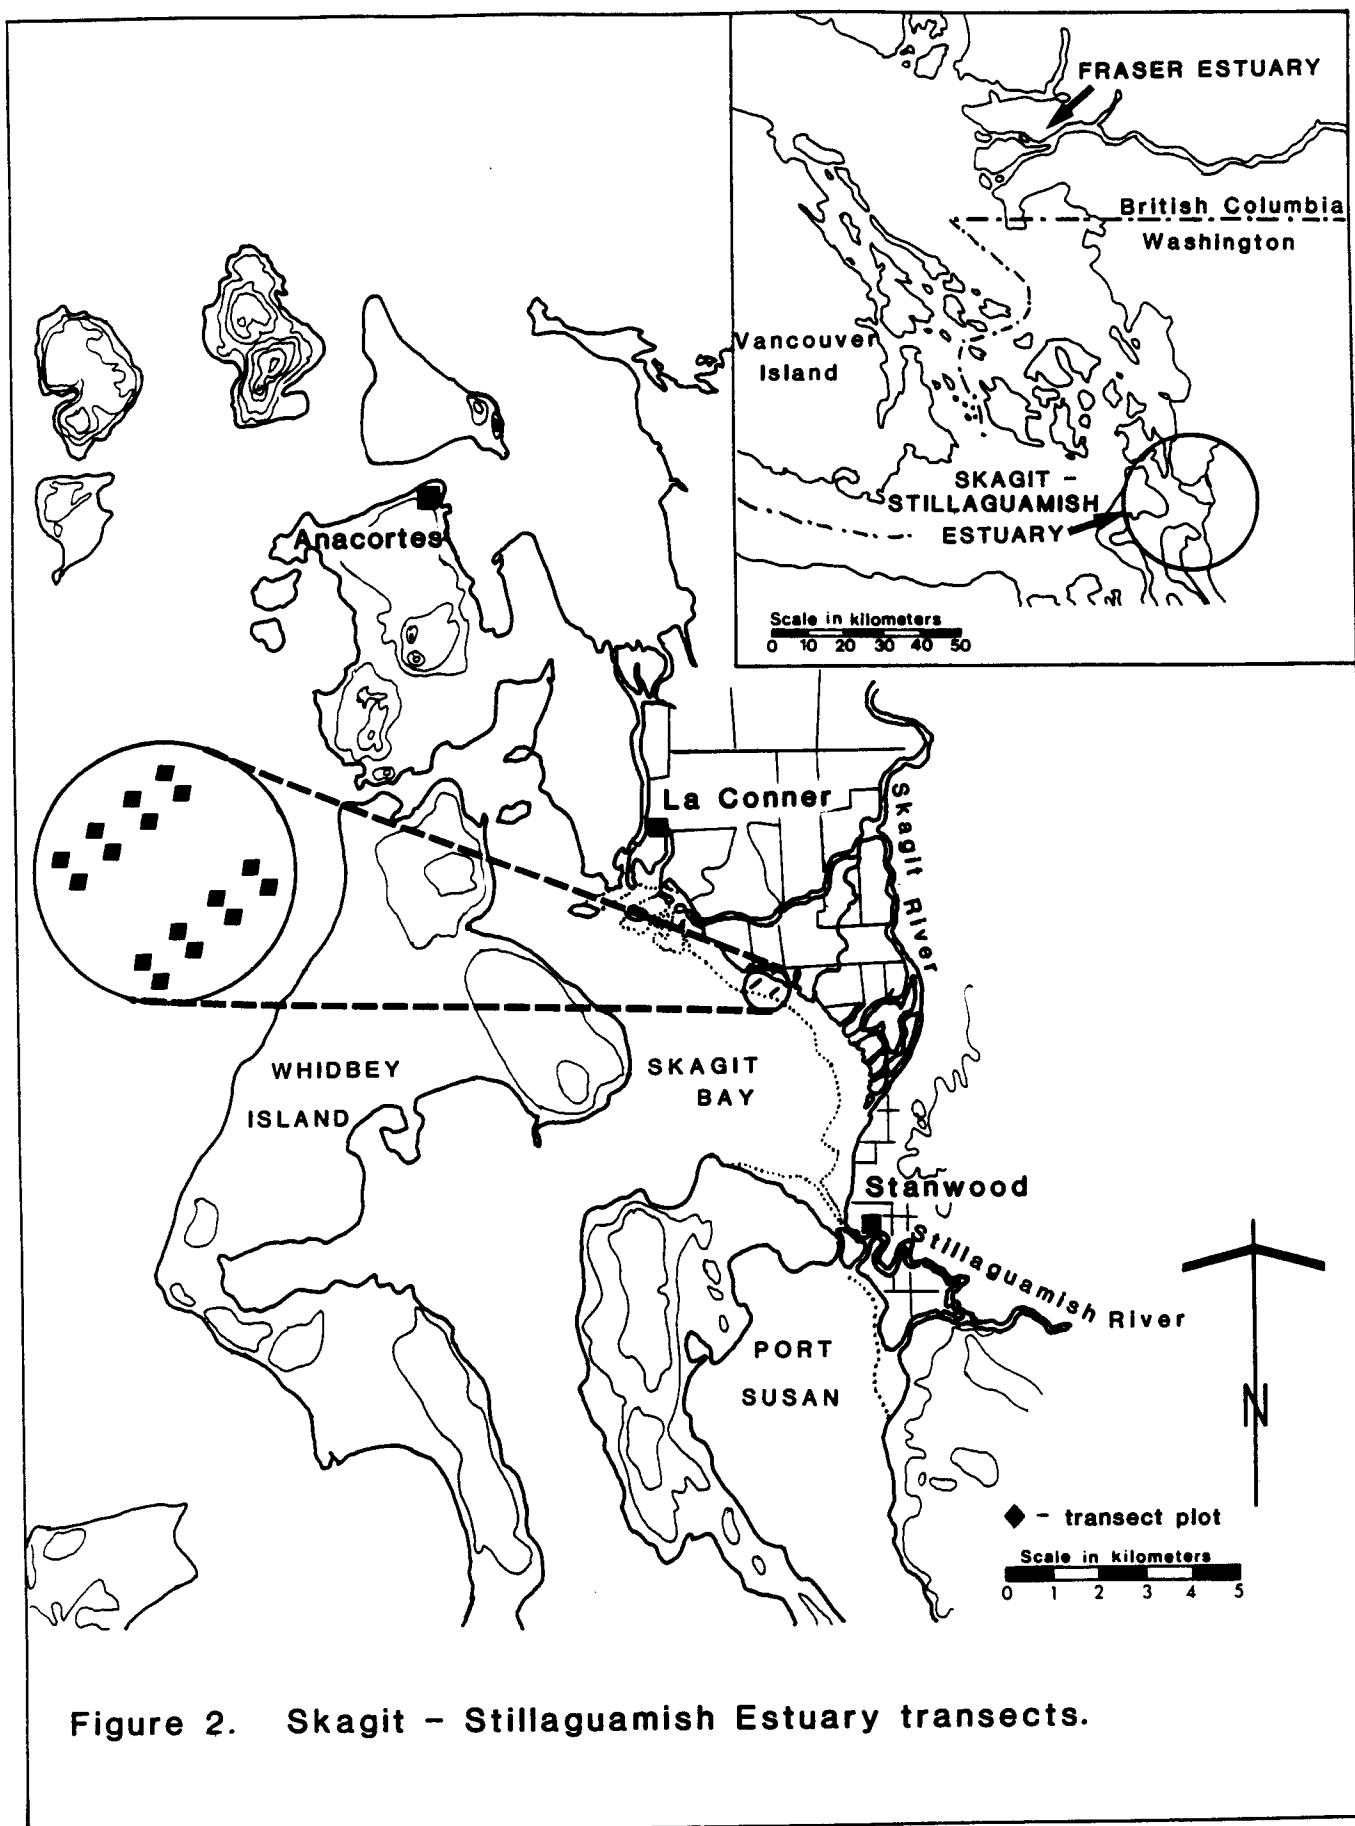 FRASER ESTUARY
British Columbia
Washington
Vancouver
Island
SKAGIT -
STILLAGUAMISH
ESTUARY
Scale in kilometers
0 10 20 30 40 50
Anacortes
La Conner
Skagit River
WHIDBEY
ISLAND
SKAGIT
BAY
Stanwood
Stillaguamish River
PORT
SUSAN
N
- transect plot
Scale in kilometers
0 1 2 3 4 5
Figure 2. Skagit - Stillaguamish Estuary transects.